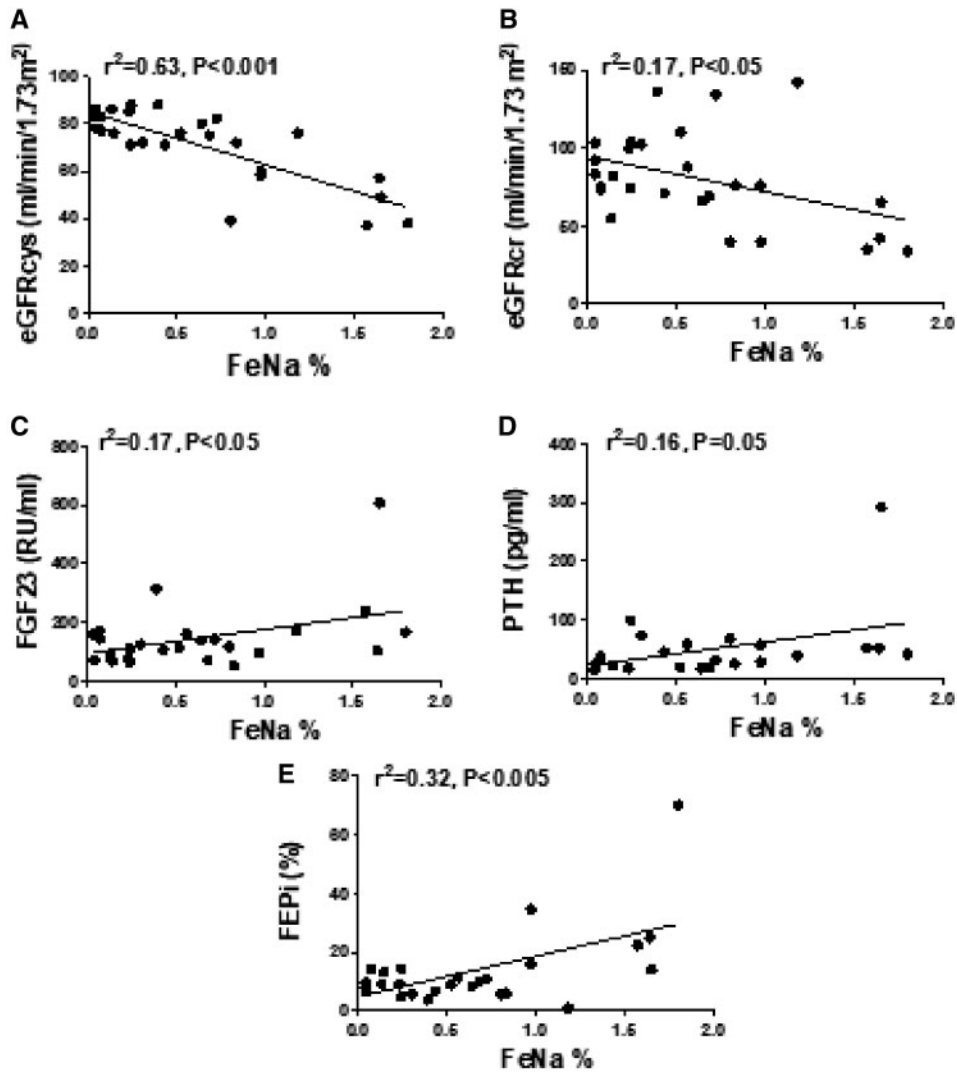 A
r²=0.63, P<0.001
eGFRcys (ml/min/1.73m²)
100
80
60
40
20
0
0.0 0.5 1.0 1.5 2.0
FeNa %
B
r²=0.17, P<0.05
eGFRcr (ml/min/1.73 m²)
150
100
50
0
0.0 0.5 1.0 1.5 2.0
FeNa %
C
r²=0.17, P<0.05
FGF23 (RU/ml)
800
600
400
200
0
0.0 0.5 1.0 1.5 2.0
FeNa %
D
r²=0.16, P=0.05
PTH (pg/ml)
400
300
200
100
0
0.0 0.5 1.0 1.5 2.0
FeNa %
E
r²=0.32, P<0.005
FEPi (%)
80
60
40
20
0
0.0 0.5 1.0 1.5 2.0
FeNa %